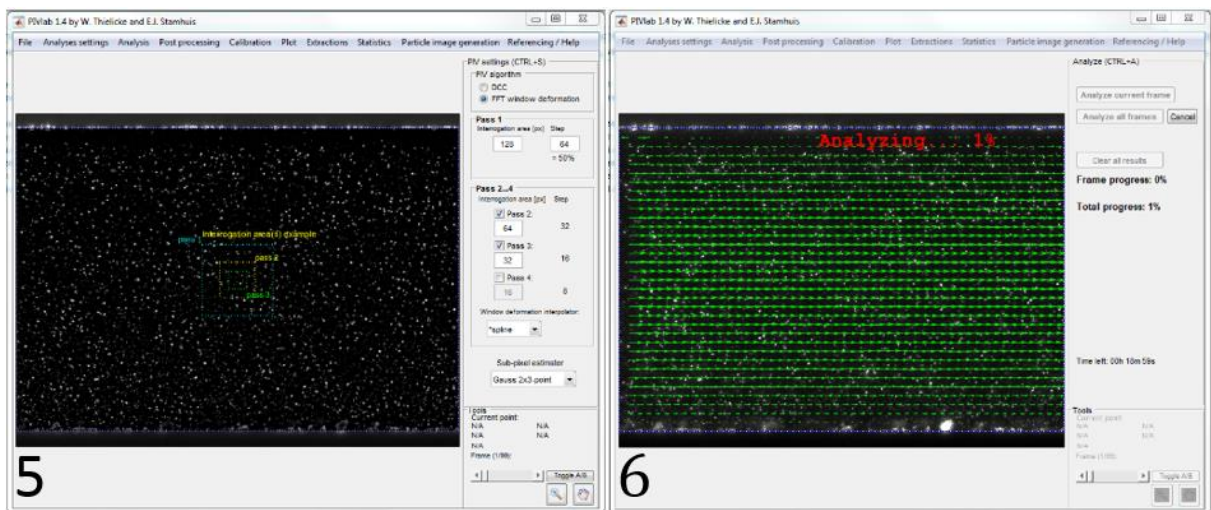 PIVlab 1.4 by W. Thielicke and E.J. Stamhuis
File Analyses settings Analysis Post processing Calibration Plot Extractions Statistics Particle image generation Referencing / Help
PIV settings (CTRL+S)
PIV algorithm
DCC
FFT window deformation
Pass 1
Interrogation area [px] Step
128 64
= 50%
Pass 2...4
Interrogation area [px] Step
Pass 2:
64 32
Pass 3:
32 16
Pass 4:
16 8
Window deformation interpolator:
*spline
Sub-pixel estimator
Gauss 2x3-point
Tools
Current point:
N/A N/A
N/A N/A
N/A
Frame (1/99):
Toggle A/B
Interrogation area(s) example
pass 1
pass 2
pass 3
5
PIVlab 1.4 by W. Thielicke and E.J. Stamhuis
File Analyses settings Analysis Post processing Calibration Plot Extractions Statistics Particle image generation Referencing / Help
Analyzing... 1%
Analyze (CTRL+A)
Analyze current frame
Analyze all frames Cancel
Clear all results
Frame progress: 0%
Total progress: 1%
Time left: 00h 18m 59s
Tools
Current point:
N/A N/A
N/A N/A
N/A
Toggle A/B
6